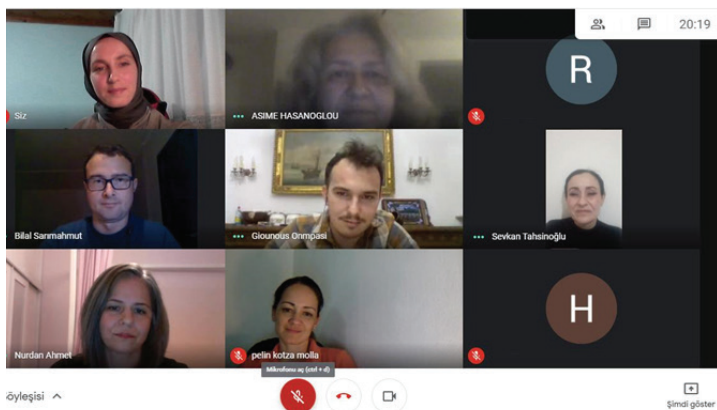 20:19
R
Siz
ASIME HASANOGLOU
Bilal Sarımahmut
Giounous Onmpasi
Sevkan Tahsinoğlu
Nurdan Ahmet
pelin kotza molla
H
Mikrofonu aç (ctrl + d)
öyleşisi
Şimdi göster